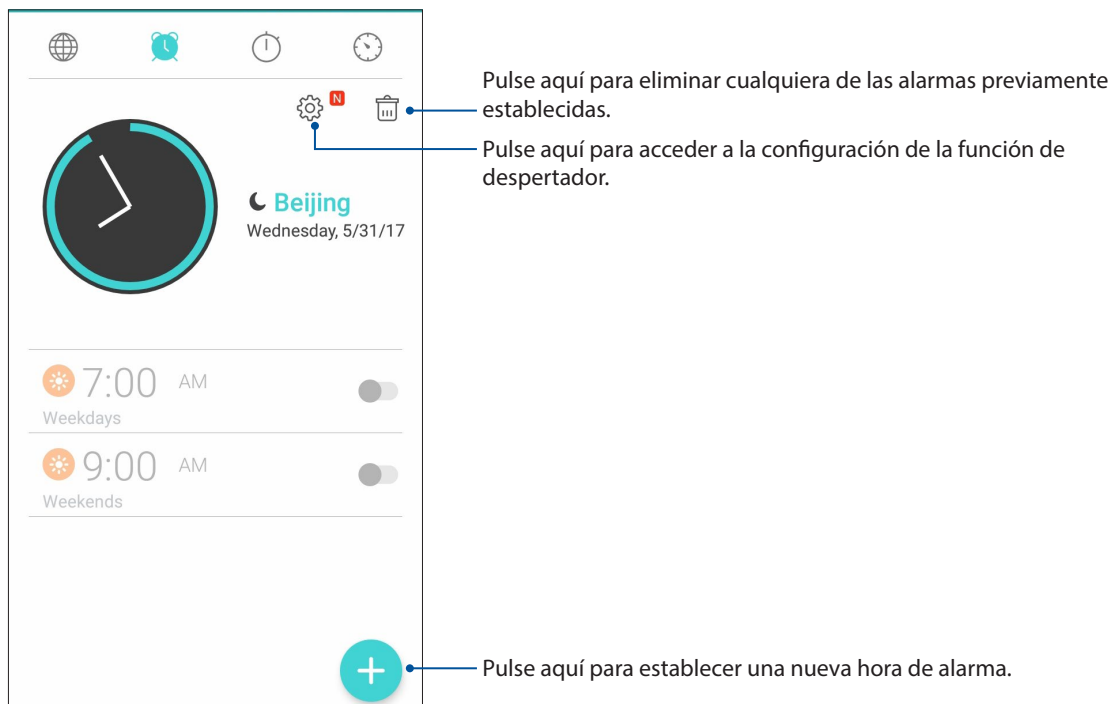 N
Pulse aquí para eliminar cualquiera de las alarmas previamente
establecidas.
Pulse aquí para acceder a la configuración de la función de
despertador.
Beijing
Wednesday, 5/31/17
7:00 AM
Weekdays
9:00 AM
Weekends
Pulse aquí para establecer una nueva hora de alarma.